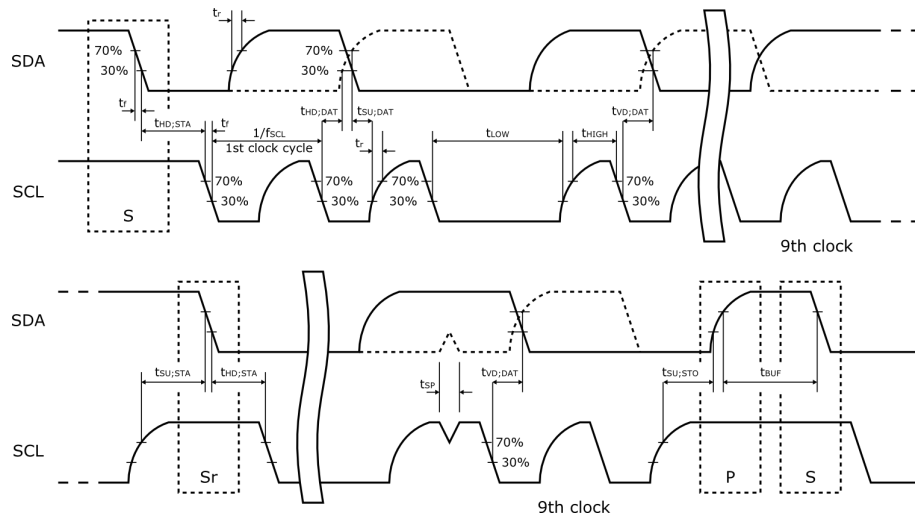 tr
SDA
70%
30%
tf
tHD;STA
tf
1/fSCL
1st clock cycle
70%
30%
tHD;DAT
tSU;DAT
tr
tLOW
tHIGH
70%
30%
tVD;DAT
SCL
70%
30%
70%
30%
70%
30%
70%
30%
S
9th clock
SDA
tSU;STA
tHD;STA
tSP
tVD;DAT
tSU;STO
tBUF
SCL
70%
30%
Sr
P
S
9th clock